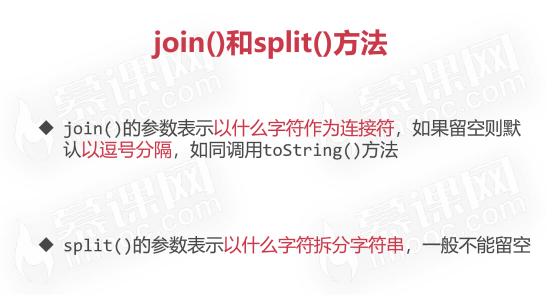 join()和split()方法
◆ join()的参数表示以什么字符作为连接符，如果留空则默
认以逗号分隔，如同调用toString()方法
◆ split()的参数表示以什么字符拆分字符串，一般不能留空